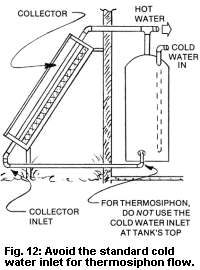 COLLECTOR
HOT
WATER
COLD
WATER
IN
COLLECTOR
INLET
FOR THERMOSIPHON,
DO NOT USE THE
COLD WATER INLET
AT TANK'S TOP
Fig. 12: Avoid the standard cold
water inlet for thermosiphon flow.